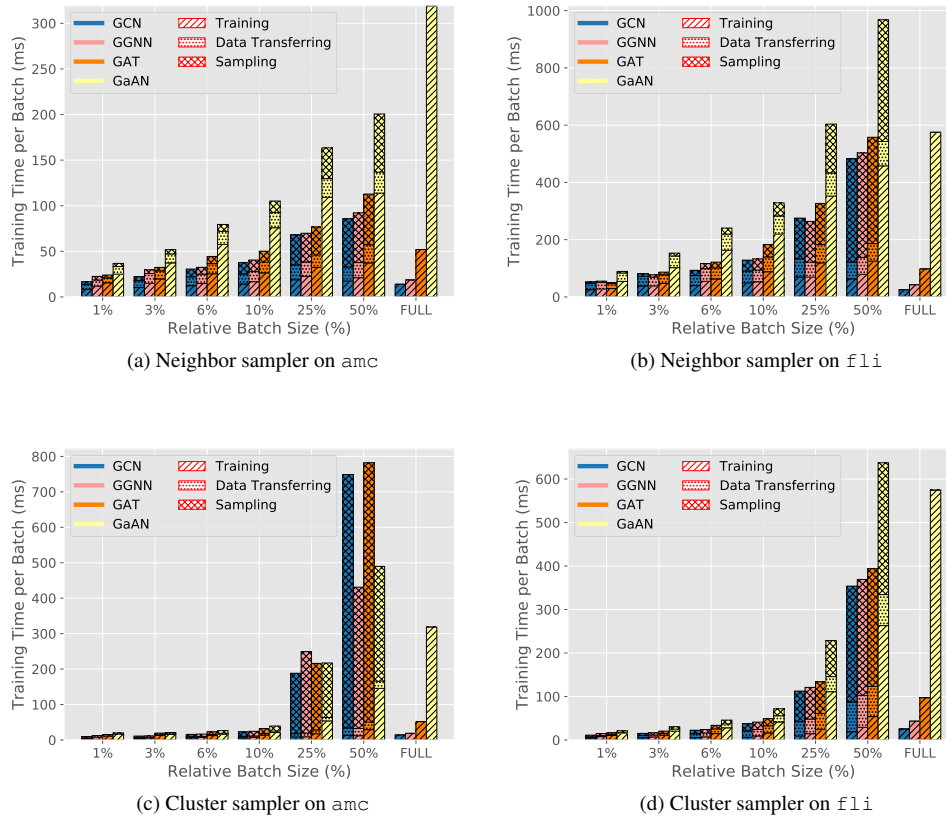 Training Time per Batch (ms)
300
250
200
150
100
50
0
GCN
GGNN
GAT
GaAN
Training
Data Transferring
Sampling
1% 3% 6% 10% 25% 50% FULL
Relative Batch Size (%)
(a) Neighbor sampler on amc
Training Time per Batch (ms)
1000
800
600
400
200
0
GCN
GGNN
GAT
GaAN
Training
Data Transferring
Sampling
1% 3% 6% 10% 25% 50% FULL
Relative Batch Size (%)
(b) Neighbor sampler on fli
Training Time per Batch (ms)
800
700
600
500
400
300
200
100
0
GCN
GGNN
GAT
GaAN
Training
Data Transferring
Sampling
1% 3% 6% 10% 25% 50% FULL
Relative Batch Size (%)
(c) Cluster sampler on amc
Training Time per Batch (ms)
600
500
400
300
200
100
0
GCN
GGNN
GAT
GaAN
Training
Data Transferring
Sampling
1% 3% 6% 10% 25% 50% FULL
Relative Batch Size (%)
(d) Cluster sampler on fli